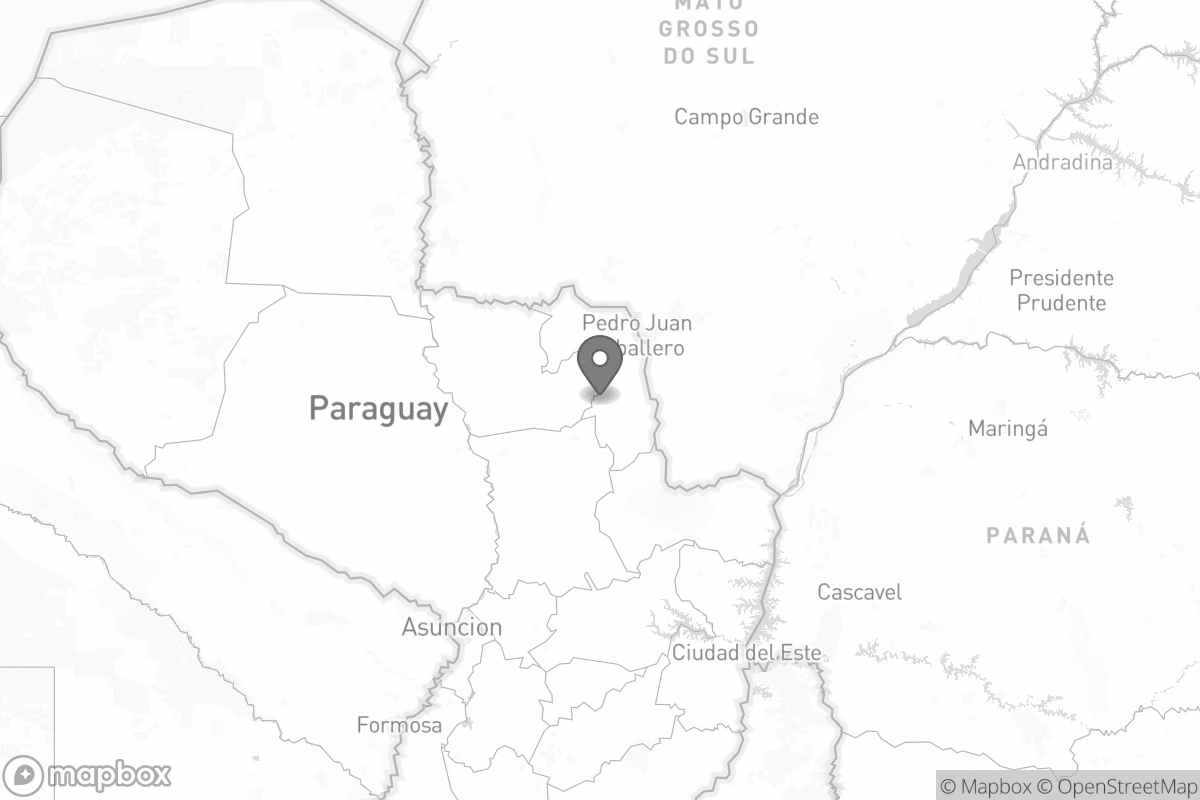 MATO
GROSSO
DO SUL
Campo Grande
Andradina
Presidente
Prudente
Pedro Juan
ballero
Paraguay
Maringá
PARANÁ
Cascavel
Asuncion
Ciudad del Este
Formosa
mapbox
© Mapbox © OpenStreetMap